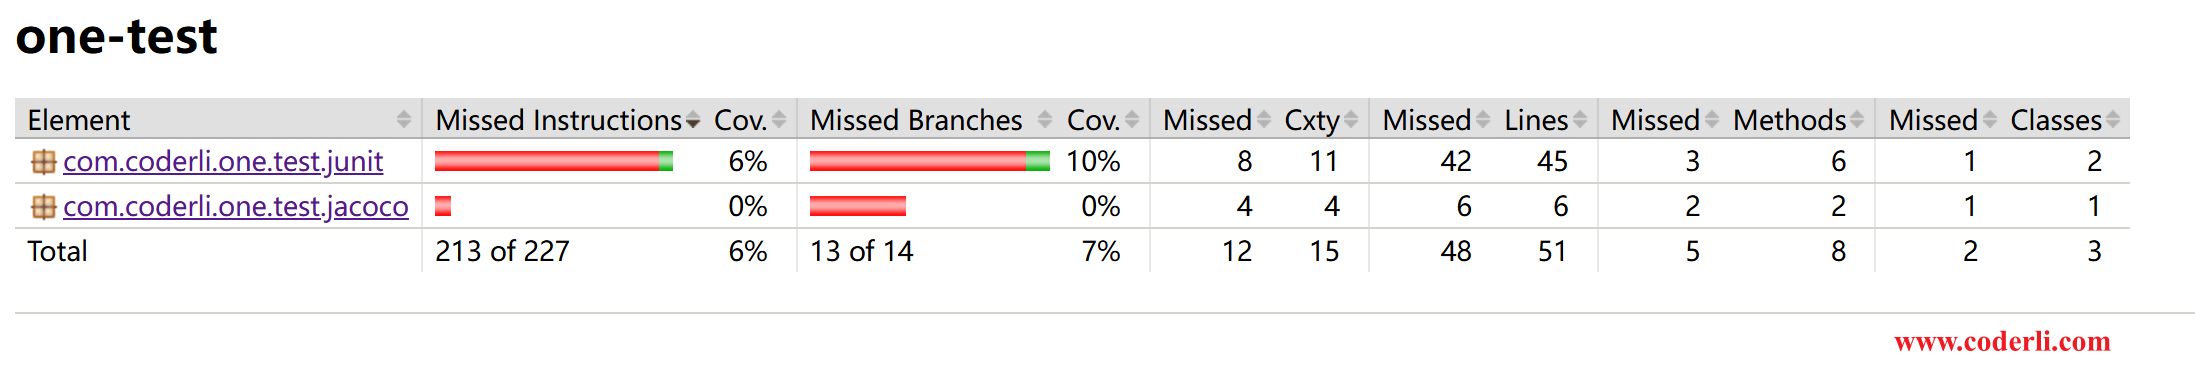 one-test
Element Missed Instructions Cov. Missed Branches Cov. Missed Cxty Missed Lines Missed Methods Missed Classes
com.coderli.one.test.junit 6% 10% 8 11 42 45 3 6 1 2
com.coderli.one.test.jacoco 0% 0% 4 4 6 6 2 2 1 1
Total 213 of 227 6% 13 of 14 7% 12 15 48 51 5 8 2 3
www.coderli.com